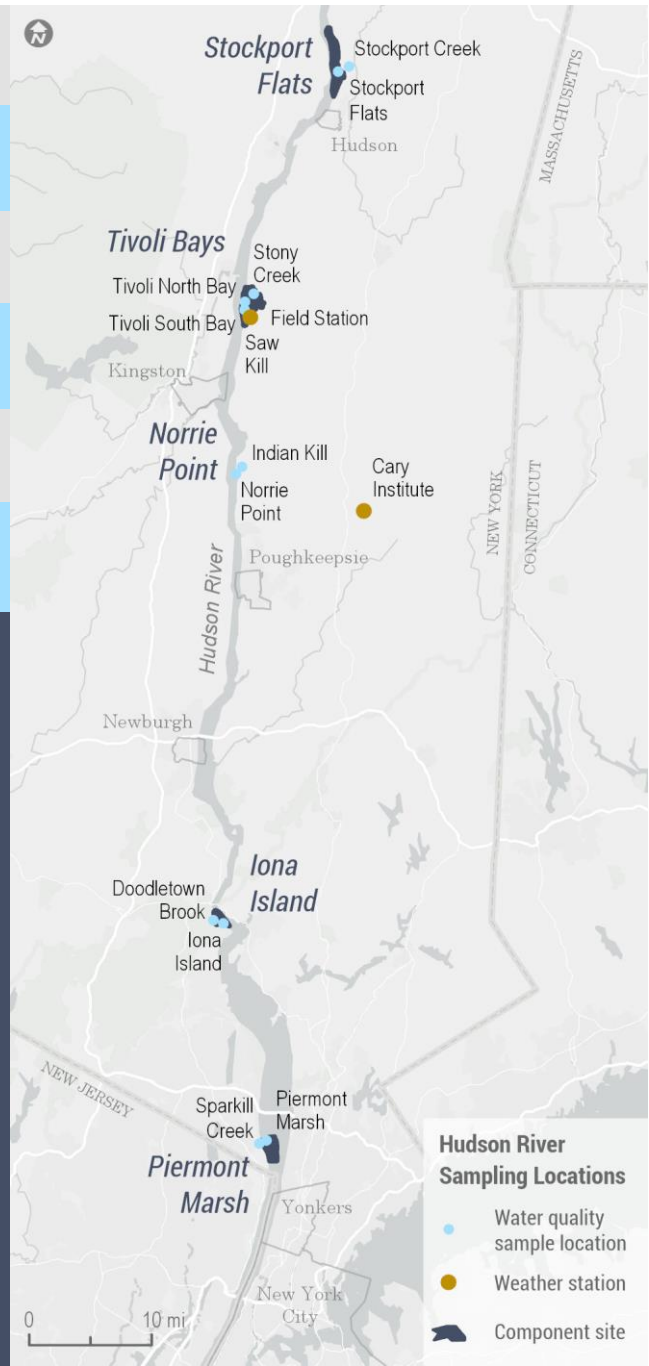 N
Stockport
Flats
Stockport Creek
Stockport
Flats
Hudson
MASSACHUSETTS
Tivoli Bays
Stony
Creek
Tivoli North Bay
Tivoli South Bay
Field Station
Saw
Kill
Kingston
Norrie
Point
Indian Kill
Norrie
Point
Cary
Institute
NEW YORK
CONNECTICUT
Poughkeepsie
Hudson River
Newburgh
Iona
Island
Doodletown
Brook
Iona
Island
NEW JERSEY
Sparkill
Creek
Piermont
Marsh
Piermont
Marsh
Yonkers
New York
City
0 10 mi
Hudson River
Sampling Locations
Water quality
sample location
Weather station
Component site